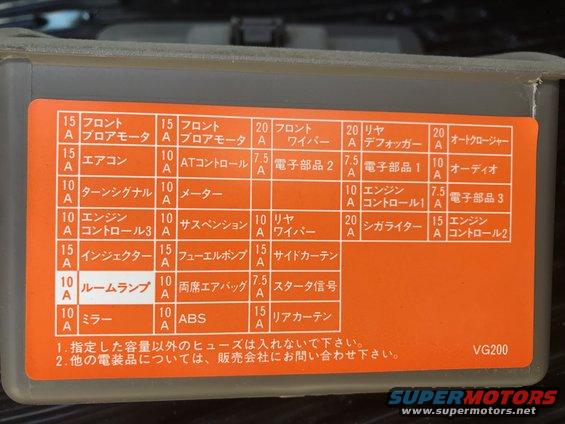 15A フロントブロアモータ 15A フロントブロアモータ 20A フロントワイパー 20A リヤデフォッガー 20A オートクロージャー
15A エアコン 10A ATコントロール 7.5A 電子部品2 7.5A 電子部品1 10A オーディオ
10A ターンシグナル 10A メーター 10A エンジンコントロール1 7.5A 電子部品3
10A エンジンコントロール3 10A サスペンション 10A リヤワイパー 20A シガライター 15A エンジンコントロール2
15A インジェクター 15A フューエルポンプ 15A サイドカーテン
10A ルームランプ 10A 両席エアバッグ 7.5A スタータ信号
10A ミラー 10A ABS 15A リアカーテン
1.指定した容量以外のヒューズは入れないで下さい。
2.他の電装品については、販売会社にお問い合わせ下さい。
VG200
SUPERMOTORS
www.supermotors.net